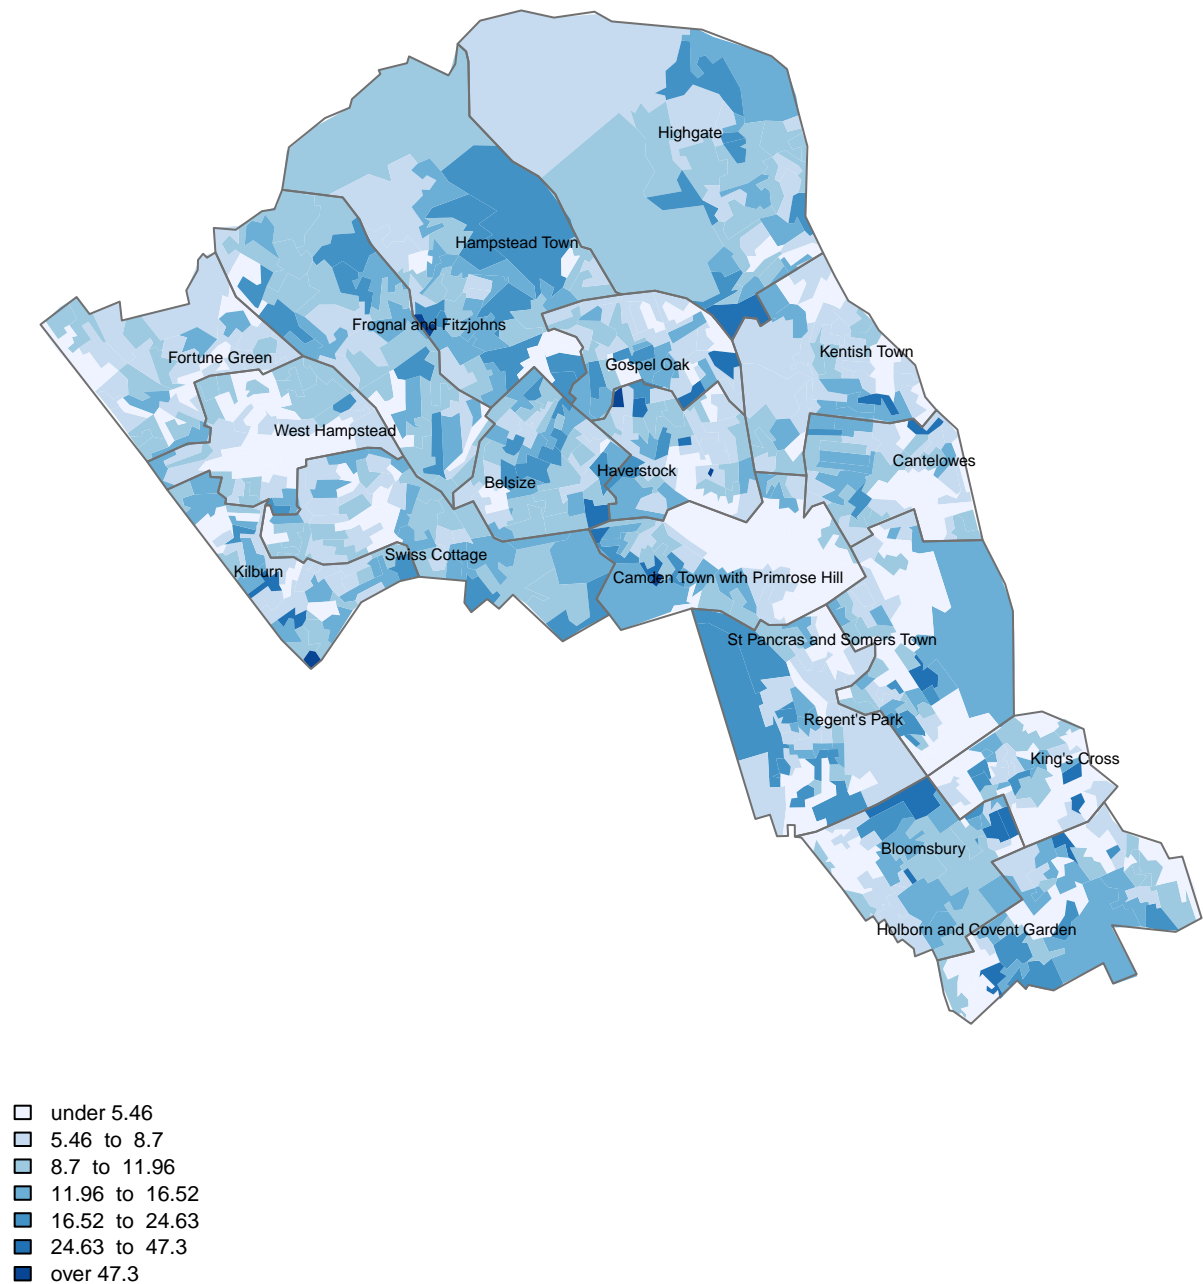 Highgate
Hampstead Town
Frognal and Fitzjohns
Fortune Green
Gospel Oak
Kentish Town
West Hampstead
Cantelowes
Haverstock
Belsize
Swiss Cottage
Kilburn
Camden Town with Primrose Hill
St Pancras and Somers Town
Regent's Park
King's Cross
Bloomsbury
Holborn and Covent Garden
under 5.46
5.46 to 8.7
8.7 to 11.96
11.96 to 16.52
16.52 to 24.63
24.63 to 47.3
over 47.3